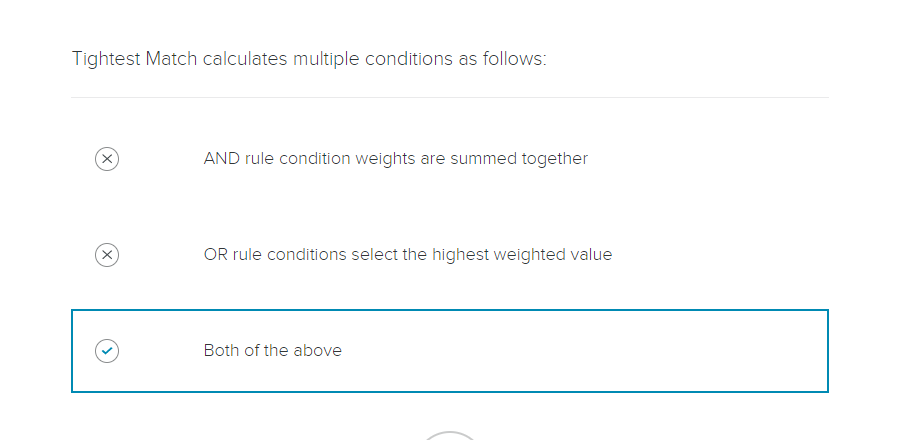 Tightest Match calculates multiple conditions as follows:
AND rule condition weights are summed together
OR rule conditions select the highest weighted value
Both of the above